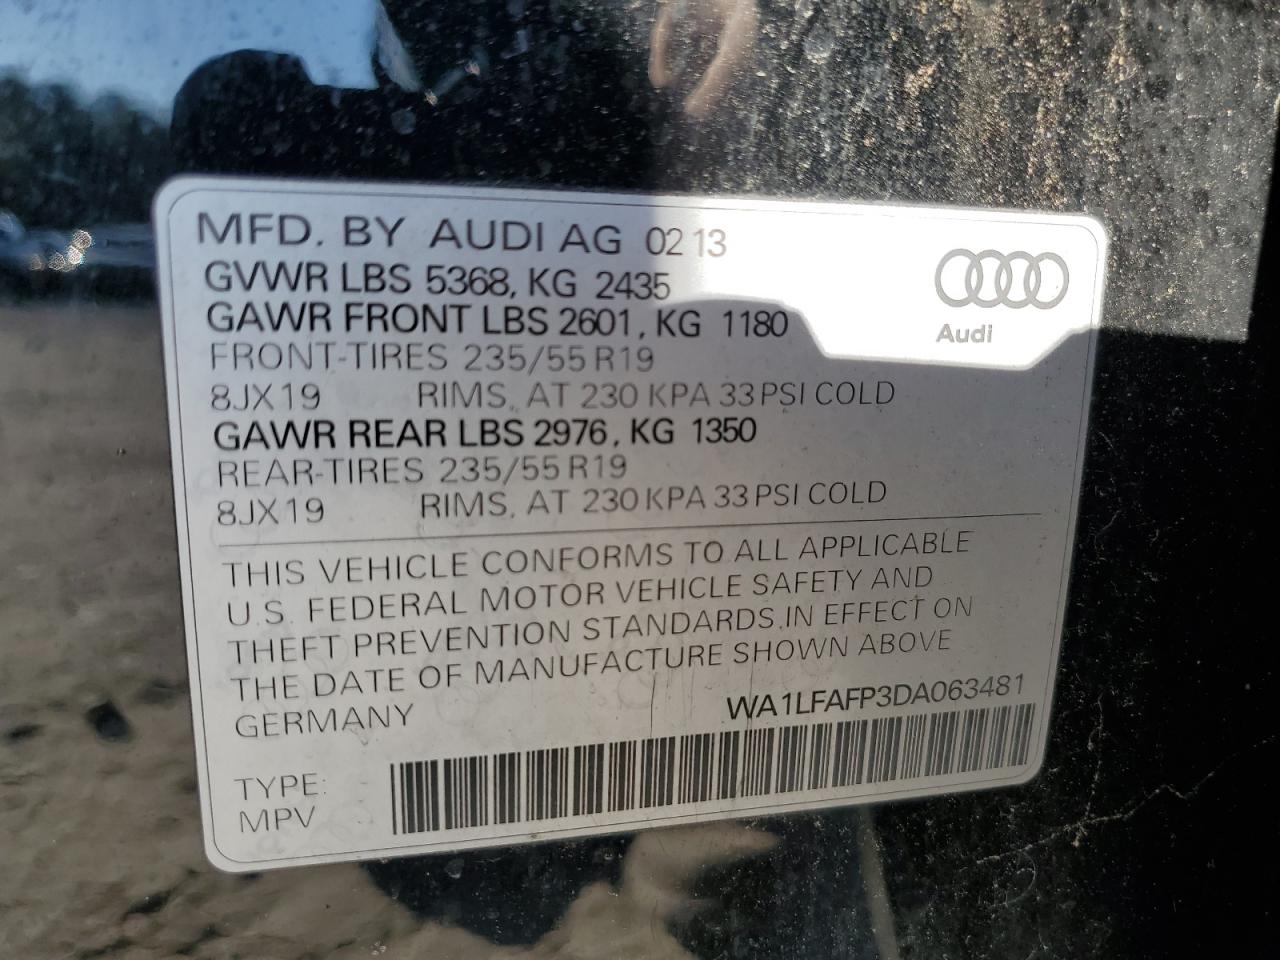 MFD. BY AUDI AG 02 13
GVWR LBS 5368, KG 2435
GAWR FRONT LBS 2601, KG 1180
FRONT-TIRES 235/55 R19
8JX19 RIMS, AT 230 KPA 33 PSI COLD
GAWR REAR LBS 2976, KG 1350
REAR-TIRES 235/55 R19
8JX19 RIMS, AT 230 KPA 33 PSI COLD
Audi
THIS VEHICLE CONFORMS TO ALL APPLICABLE
U.S. FEDERAL MOTOR VEHICLE SAFETY AND
THEFT PREVENTION STANDARDS IN EFFECT ON
THE DATE OF MANUFACTURE SHOWN ABOVE
GERMANY WA1LFAFP3DA063481
TYPE:
MPV